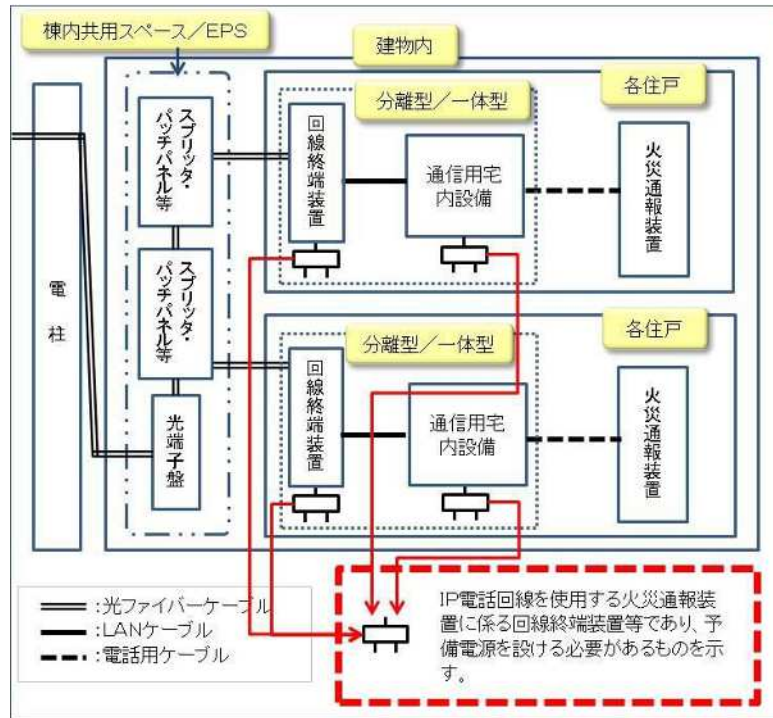 棟内共用スペース／EPS
建物内
電柱
スプリッタ・
パッチパネル等
スプリッタ・
パッチパネル等
光端子盤
各住戸
分離型／一体型
回線終端装置
通信用宅
内設備
火災通報装置
各住戸
分離型／一体型
回線終端装置
通信用宅
内設備
火災通報装置
:光ファイバーケーブル
:LANケーブル
:電話用ケーブル
IP電話回線を使用する火災通報装
置に係る回線終端装置等であり、予
備電源を設ける必要があるものを示
す。